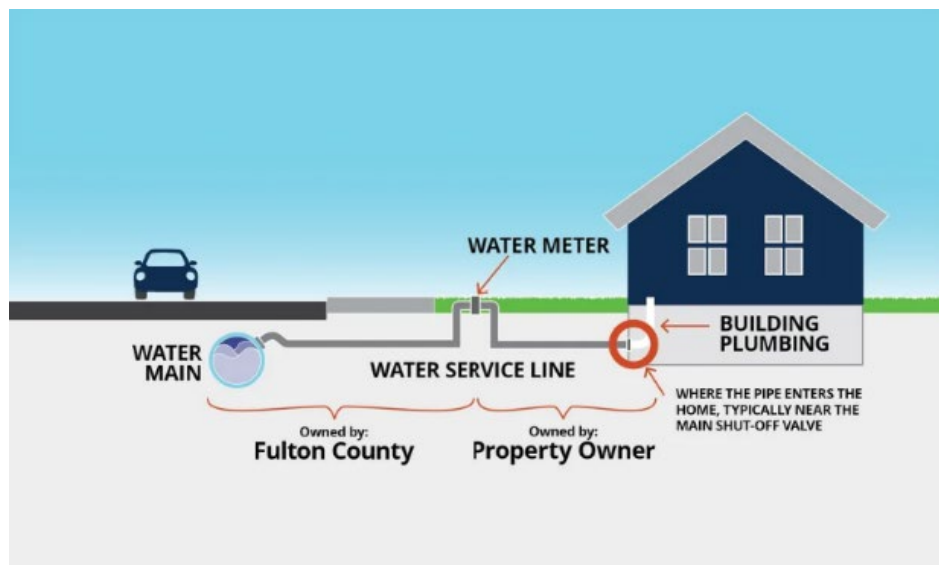 WATER METER
BUILDING
PLUMBING
WATER
MAIN
WATER SERVICE LINE
WHERE THE PIPE ENTERS THE
HOME, TYPICALLY NEAR THE
MAIN SHUT-OFF VALVE
Owned by:
Fulton County
Owned by:
Property Owner